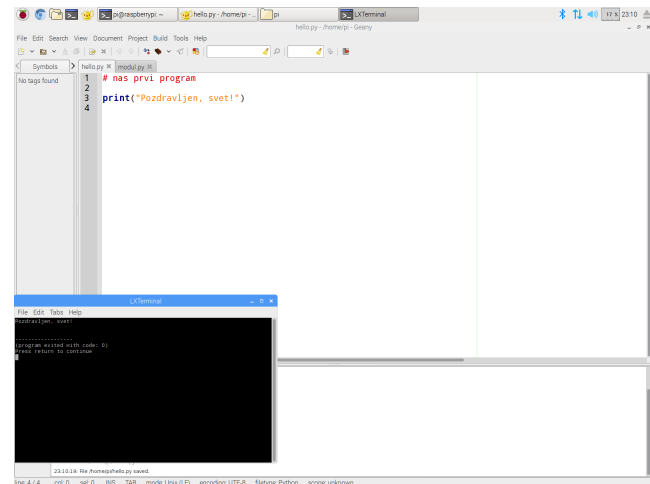 pi@raspberrypi: ~ hello.py - /home/pi - ... pi LXTerminal 17 % 23:10
hello.py - /home/pi - Geany
File Edit Search View Document Project Build Tools Help
Symbols hello.py modul.py
No tags found
1 # nas prvi program
2
3 print("Pozdravljen, svet!")
4
LXTerminal
File Edit Tabs Help
Pozdravljen, svet!
------------------
(program exited with code: 0)
Press return to continue
23:10:19: File /home/pi/hello.py saved.
line: 4 / 4 col: 0 sel: 0 INS TAB mode: Unix (LF) encoding: UTF-8 filetype: Python scope: unknown